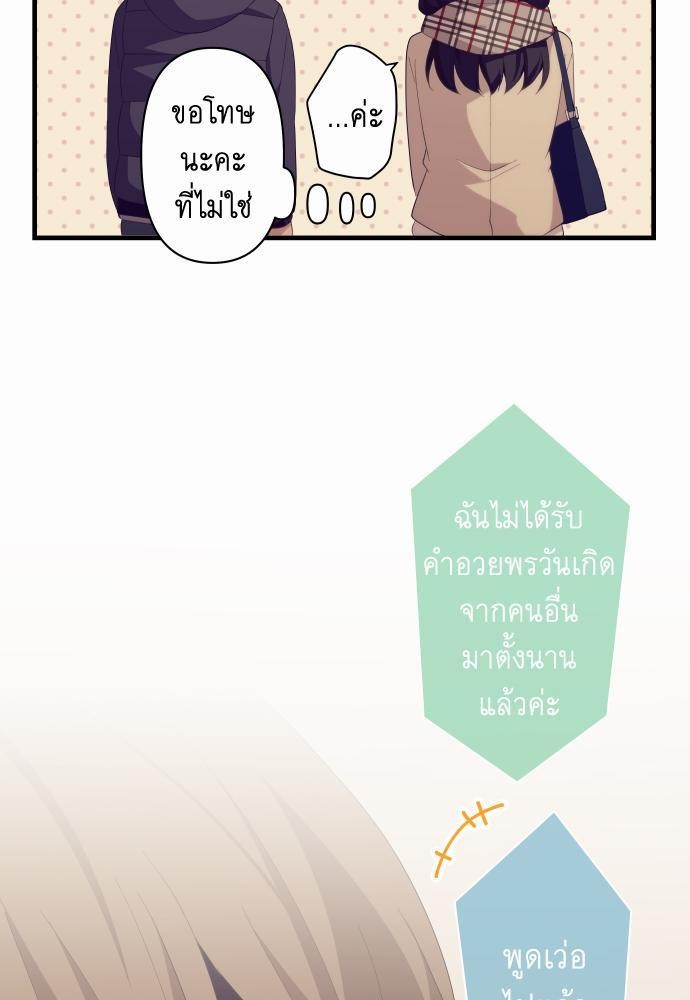 ...ค่ะ
ขอโทษ
นะคะ
ที่ไม่ใช่
ฉันไม่ได้รับ
คำอวยพรวันเกิด
จากคนอื่น
มาตั้งนาน
แล้วค่ะ
พูดเว่อ